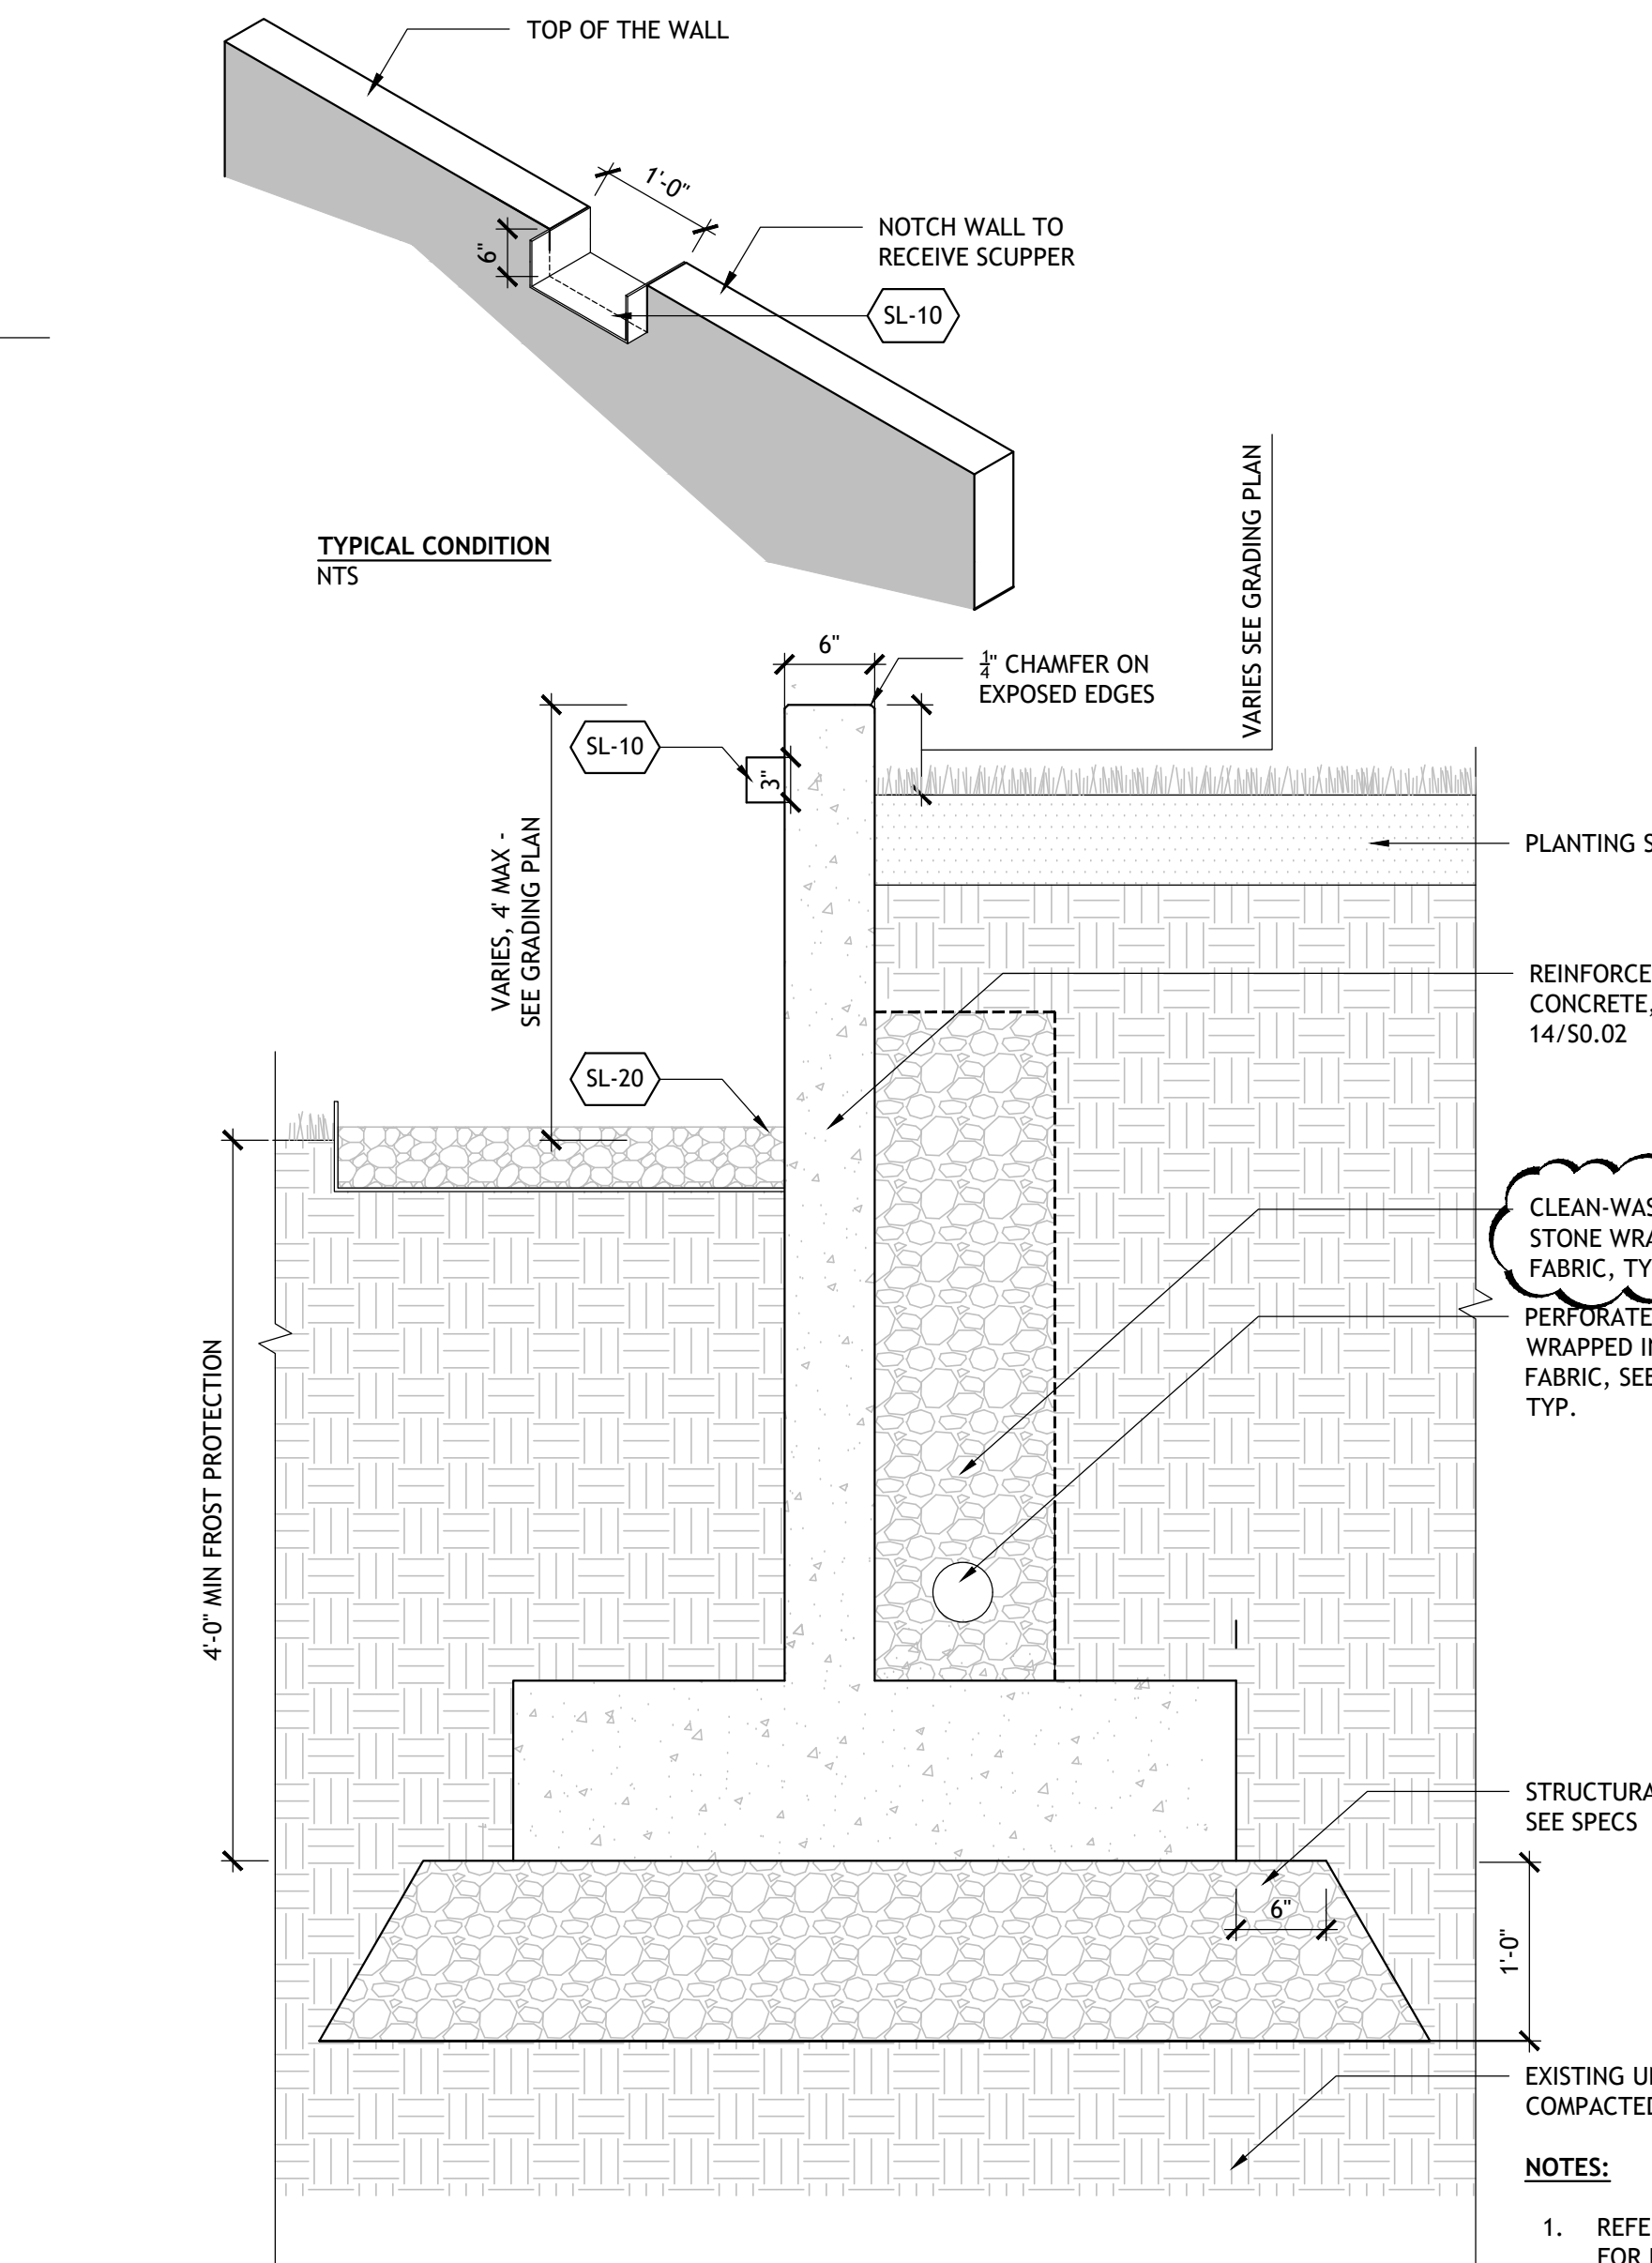 TOP OF THE WALL
1'-0"
6"
NOTCH WALL TO
RECEIVE SCUPPER
SL-10
TYPICAL CONDITION
NTS
VARIES SEE GRADING PLAN
6"
1/4" CHAMFER ON
EXPOSED EDGES
SL-10
3"
VARIES, 4' MAX -
SEE GRADING PLAN
PLANTING S
REINFORCE
CONCRETE,
14/S0.02
SL-20
CLEAN-WAS
STONE WRA
FABRIC, TY
PERFORATE
WRAPPED I
FABRIC, SEE
TYP.
4'-0" MIN FROST PROTECTION
STRUCTURA
SEE SPECS
6"
1'-0"
EXISTING U
COMPACTED
NOTES:
1. REFE
FOR